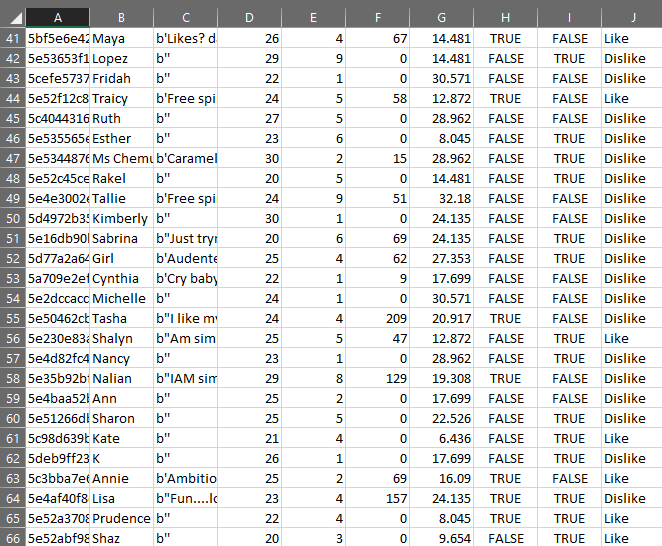 A B C D E F G H I J
41 5bf5e6e42 Maya b'Likes? d 26 4 67 14.481 TRUE FALSE Like
42 5e53653f1 Lopez b'' 29 9 0 14.481 FALSE TRUE Dislike
43 5cefe5737 Fridah b'' 22 1 0 30.571 FALSE FALSE Dislike
44 5e52f12c8 Traicy b'Free spi 24 5 58 12.872 TRUE FALSE Like
45 5c4044316 Ruth b'' 27 5 0 28.962 FALSE FALSE Dislike
46 5e535565e Esther b'' 23 6 0 8.045 FALSE TRUE Dislike
47 5e5344876 Ms Chemu b'Caramel 30 2 15 28.962 FALSE TRUE Dislike
48 5e52c45ce Rakel b'' 20 5 0 14.481 FALSE TRUE Dislike
49 5e4e3002c Tallie b'Free spi 24 9 51 32.18 FALSE FALSE Dislike
50 5d4972b35 Kimberly b'' 30 1 0 24.135 FALSE FALSE Dislike
51 5e16db90 Sabrina b"Just tryn 20 6 69 24.135 FALSE TRUE Dislike
52 5d77a2a64 Girl b'Audente 25 4 62 27.353 FALSE TRUE Dislike
53 5a709e2ef Cynthia b'Cry baby 22 1 9 17.699 FALSE FALSE Dislike
54 5e2dccacc Michelle b'' 24 1 0 30.571 FALSE FALSE Dislike
55 5e50462cb Tasha b"I like my 24 4 209 20.917 TRUE FALSE Dislike
56 5e230e83a Shalyn b"Am sim 25 5 47 12.872 FALSE TRUE Like
57 5e4d82fc4 Nancy b'' 23 1 0 28.962 FALSE FALSE Dislike
58 5e35b92bf Nalian b"IAM sim 29 8 129 19.308 TRUE FALSE Dislike
59 5e4baa52b Ann b'' 25 2 0 17.699 FALSE FALSE Dislike
60 5e51266db Sharon b'' 25 5 0 22.526 FALSE TRUE Dislike
61 5c98d639b Kate b'' 21 4 0 6.436 FALSE TRUE Like
62 5deb9ff23 K b'' 26 1 0 17.699 FALSE TRUE Dislike
63 5c3bba7e6 Annie b'Ambitio 25 2 69 16.09 TRUE FALSE Like
64 5e4af40f8 Lisa b"Fun....lo 23 4 157 24.135 TRUE TRUE Dislike
65 5e52a3708 Prudence b'' 22 4 0 8.045 TRUE TRUE Like
66 5e52abf98 Shaz b'' 20 3 0 9.654 FALSE TRUE Like